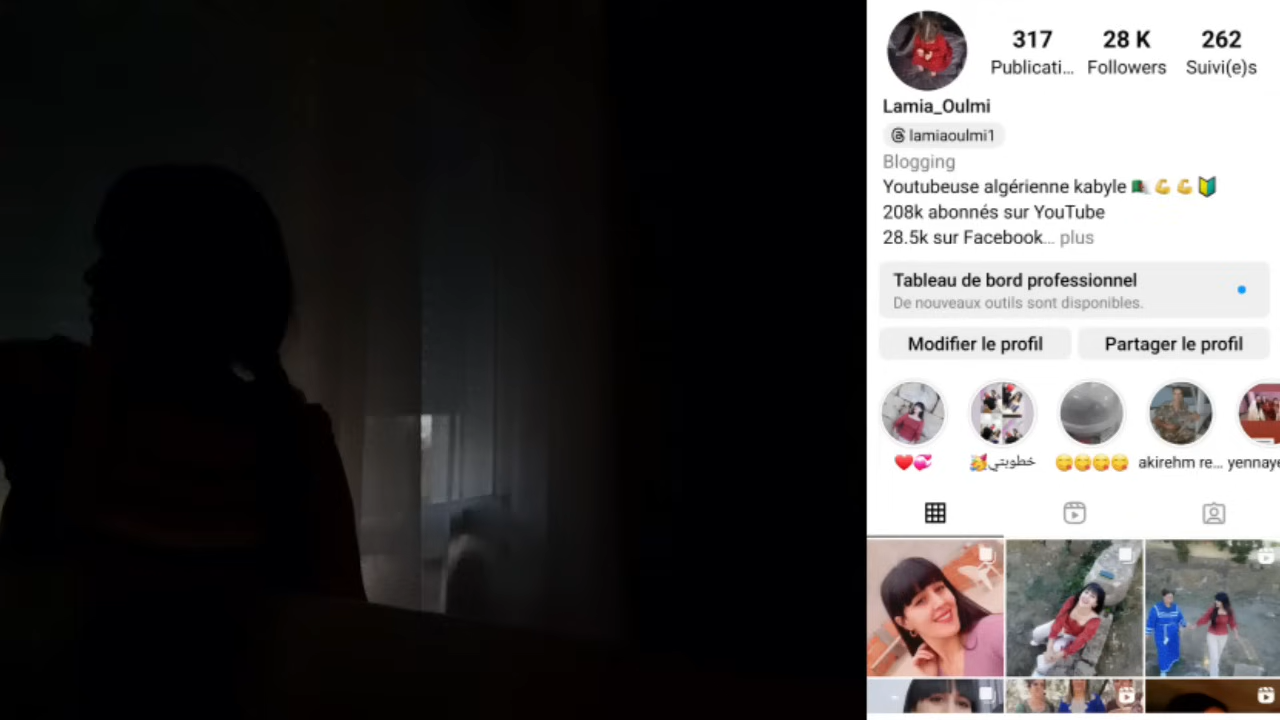 317 28 K 262
Publicati... Followers Suivi(e)s
Lamia_Oulmi
lamiaoulmi1
Blogging
Youtubeuse algérienne kabyle 🇩🇿💪💪🔰
208k abonnés sur YouTube
28.5k sur Facebook... plus
Tableau de bord professionnel
De nouveaux outils sont disponibles.
Modifier le profil Partager le profil
❤️💞 🥳خطوبتي 😋😋😋😋 akirehm re... yennaye